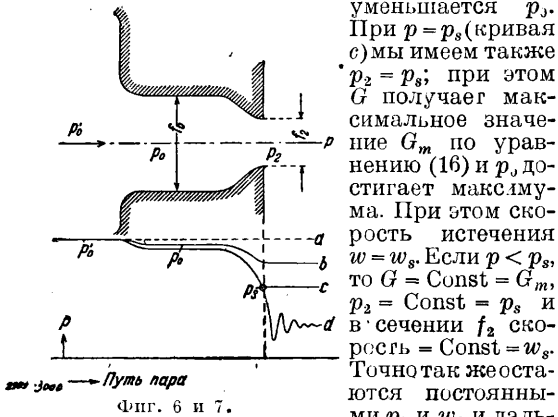 уменьшается p₀.
При p = pₛ (кривая
c) мы имеем также
p₂ = pₛ; при этом
G получает мак-
симальное значе-
ние Gₘ по урав-
нению (16) и p₀ до-
стигает максиму-
ма. При этом ско-
рость истечения
w = wₛ. Если p < pₛ,
то G = Const = Gₘ,
p₂ = Const = pₛ и
в сечении f₂ ско-
рость = Const = wₛ.
Точно так же оста-
ются постоянны-
p₀′
p₀
f₀
p₂
f₂
p
p₀′
p₀
a
b
pₛ
c
d
p
Путь пара
Фиг. 6 и 7.